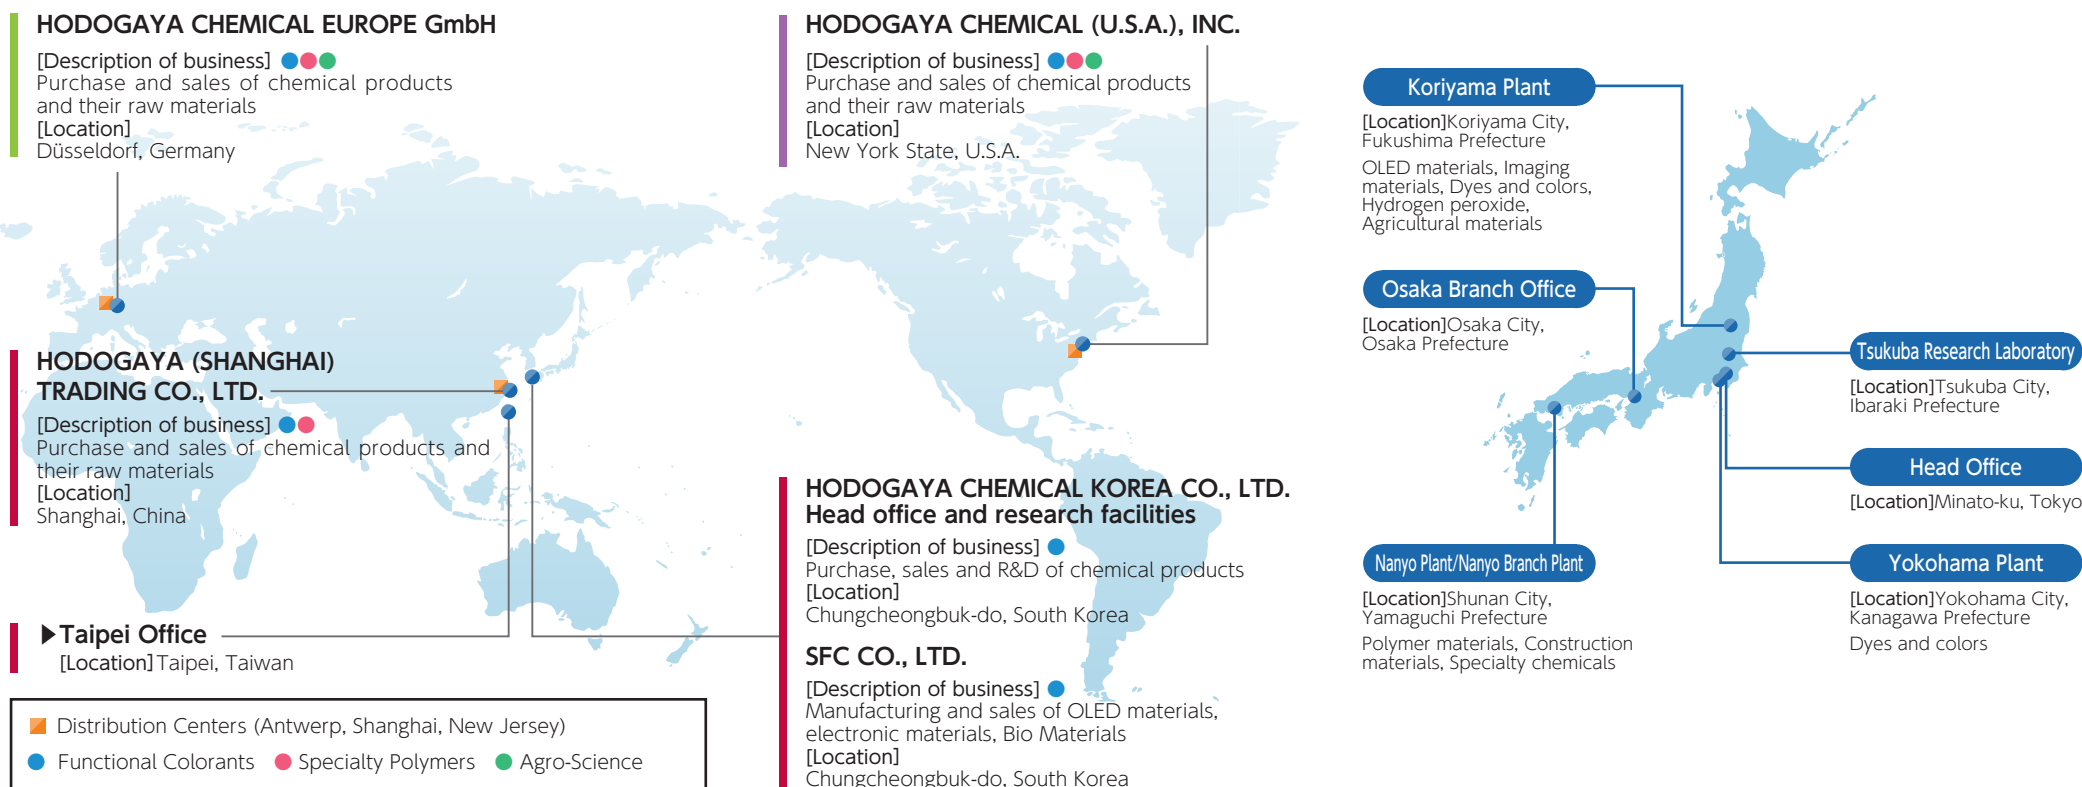 HODOGAYA CHEMICAL EUROPE GmbH
[Description of business]
Purchase and sales of chemical products
and their raw materials
[Location]
Düsseldorf, Germany
HODOGAYA CHEMICAL (U.S.A.), INC.
[Description of business]
Purchase and sales of chemical products
and their raw materials
[Location]
New York State, U.S.A.
HODOGAYA (SHANGHAI)
TRADING CO., LTD.
[Description of business]
Purchase and sales of chemical products and
their raw materials
[Location]
Shanghai, China
▶Taipei Office
[Location]Taipei, Taiwan
HODOGAYA CHEMICAL KOREA CO., LTD.
Head office and research facilities
[Description of business]
Purchase, sales and R&D of chemical products
[Location]
Chungcheongbuk-do, South Korea
SFC CO., LTD.
[Description of business]
Manufacturing and sales of OLED materials,
electronic materials, Bio Materials
[Location]
Chungcheongbuk-do, South Korea
Distribution Centers (Antwerp, Shanghai, New Jersey)
Functional Colorants Specialty Polymers Agro-Science
Koriyama Plant
[Location]Koriyama City,
Fukushima Prefecture
OLED materials, Imaging
materials, Dyes and colors,
Hydrogen peroxide,
Agricultural materials
Osaka Branch Office
[Location]Osaka City,
Osaka Prefecture
Nanyo Plant/Nanyo Branch Plant
[Location]Shunan City,
Yamaguchi Prefecture
Polymer materials, Construction
materials, Specialty chemicals
Tsukuba Research Laboratory
[Location]Tsukuba City,
Ibaraki Prefecture
Head Office
[Location]Minato-ku, Tokyo
Yokohama Plant
[Location]Yokohama City,
Kanagawa Prefecture
Dyes and colors